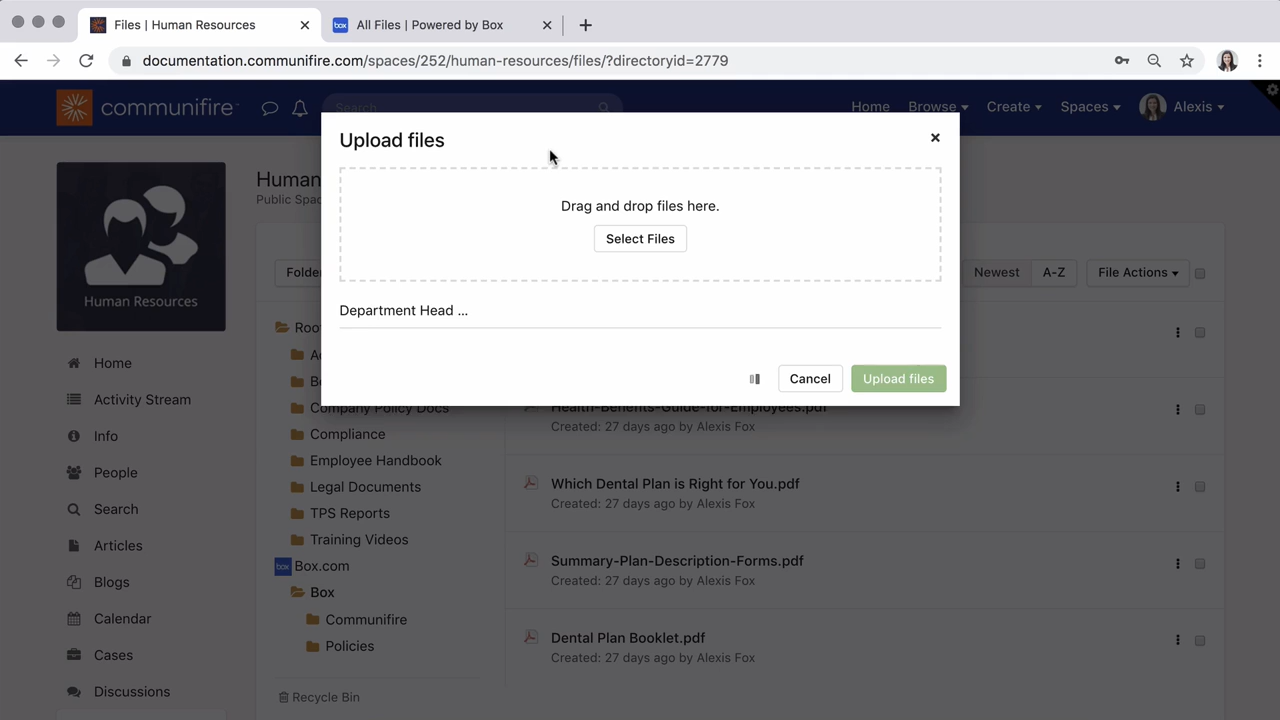 Files | Human Resources
All Files | Powered by Box
documentation.communifire.com/spaces/252/human-resources/files/?directoryid=2779
communifire
Search
Home
Browse
Create
Spaces
Alexis
Upload files
Human
Public Spac
Drag and drop files here.
Select Files
Folder
Newest
A-Z
File Actions
Human Resources
Department Head ...
Cancel
Upload files
Home
Activity Stream
Info
People
Search
Articles
Blogs
Calendar
Cases
Discussions
Root
Company Policy Docs
Compliance
Employee Handbook
Legal Documents
TPS Reports
Training Videos
box
Box.com
Box
Communifire
Policies
Recycle Bin
Health-Benefits-Guide-for-Employees.pdf
Created: 27 days ago by Alexis Fox
Which Dental Plan is Right for You.pdf
Created: 27 days ago by Alexis Fox
Summary-Plan-Description-Forms.pdf
Created: 27 days ago by Alexis Fox
Dental Plan Booklet.pdf
Created: 27 days ago by Alexis Fox